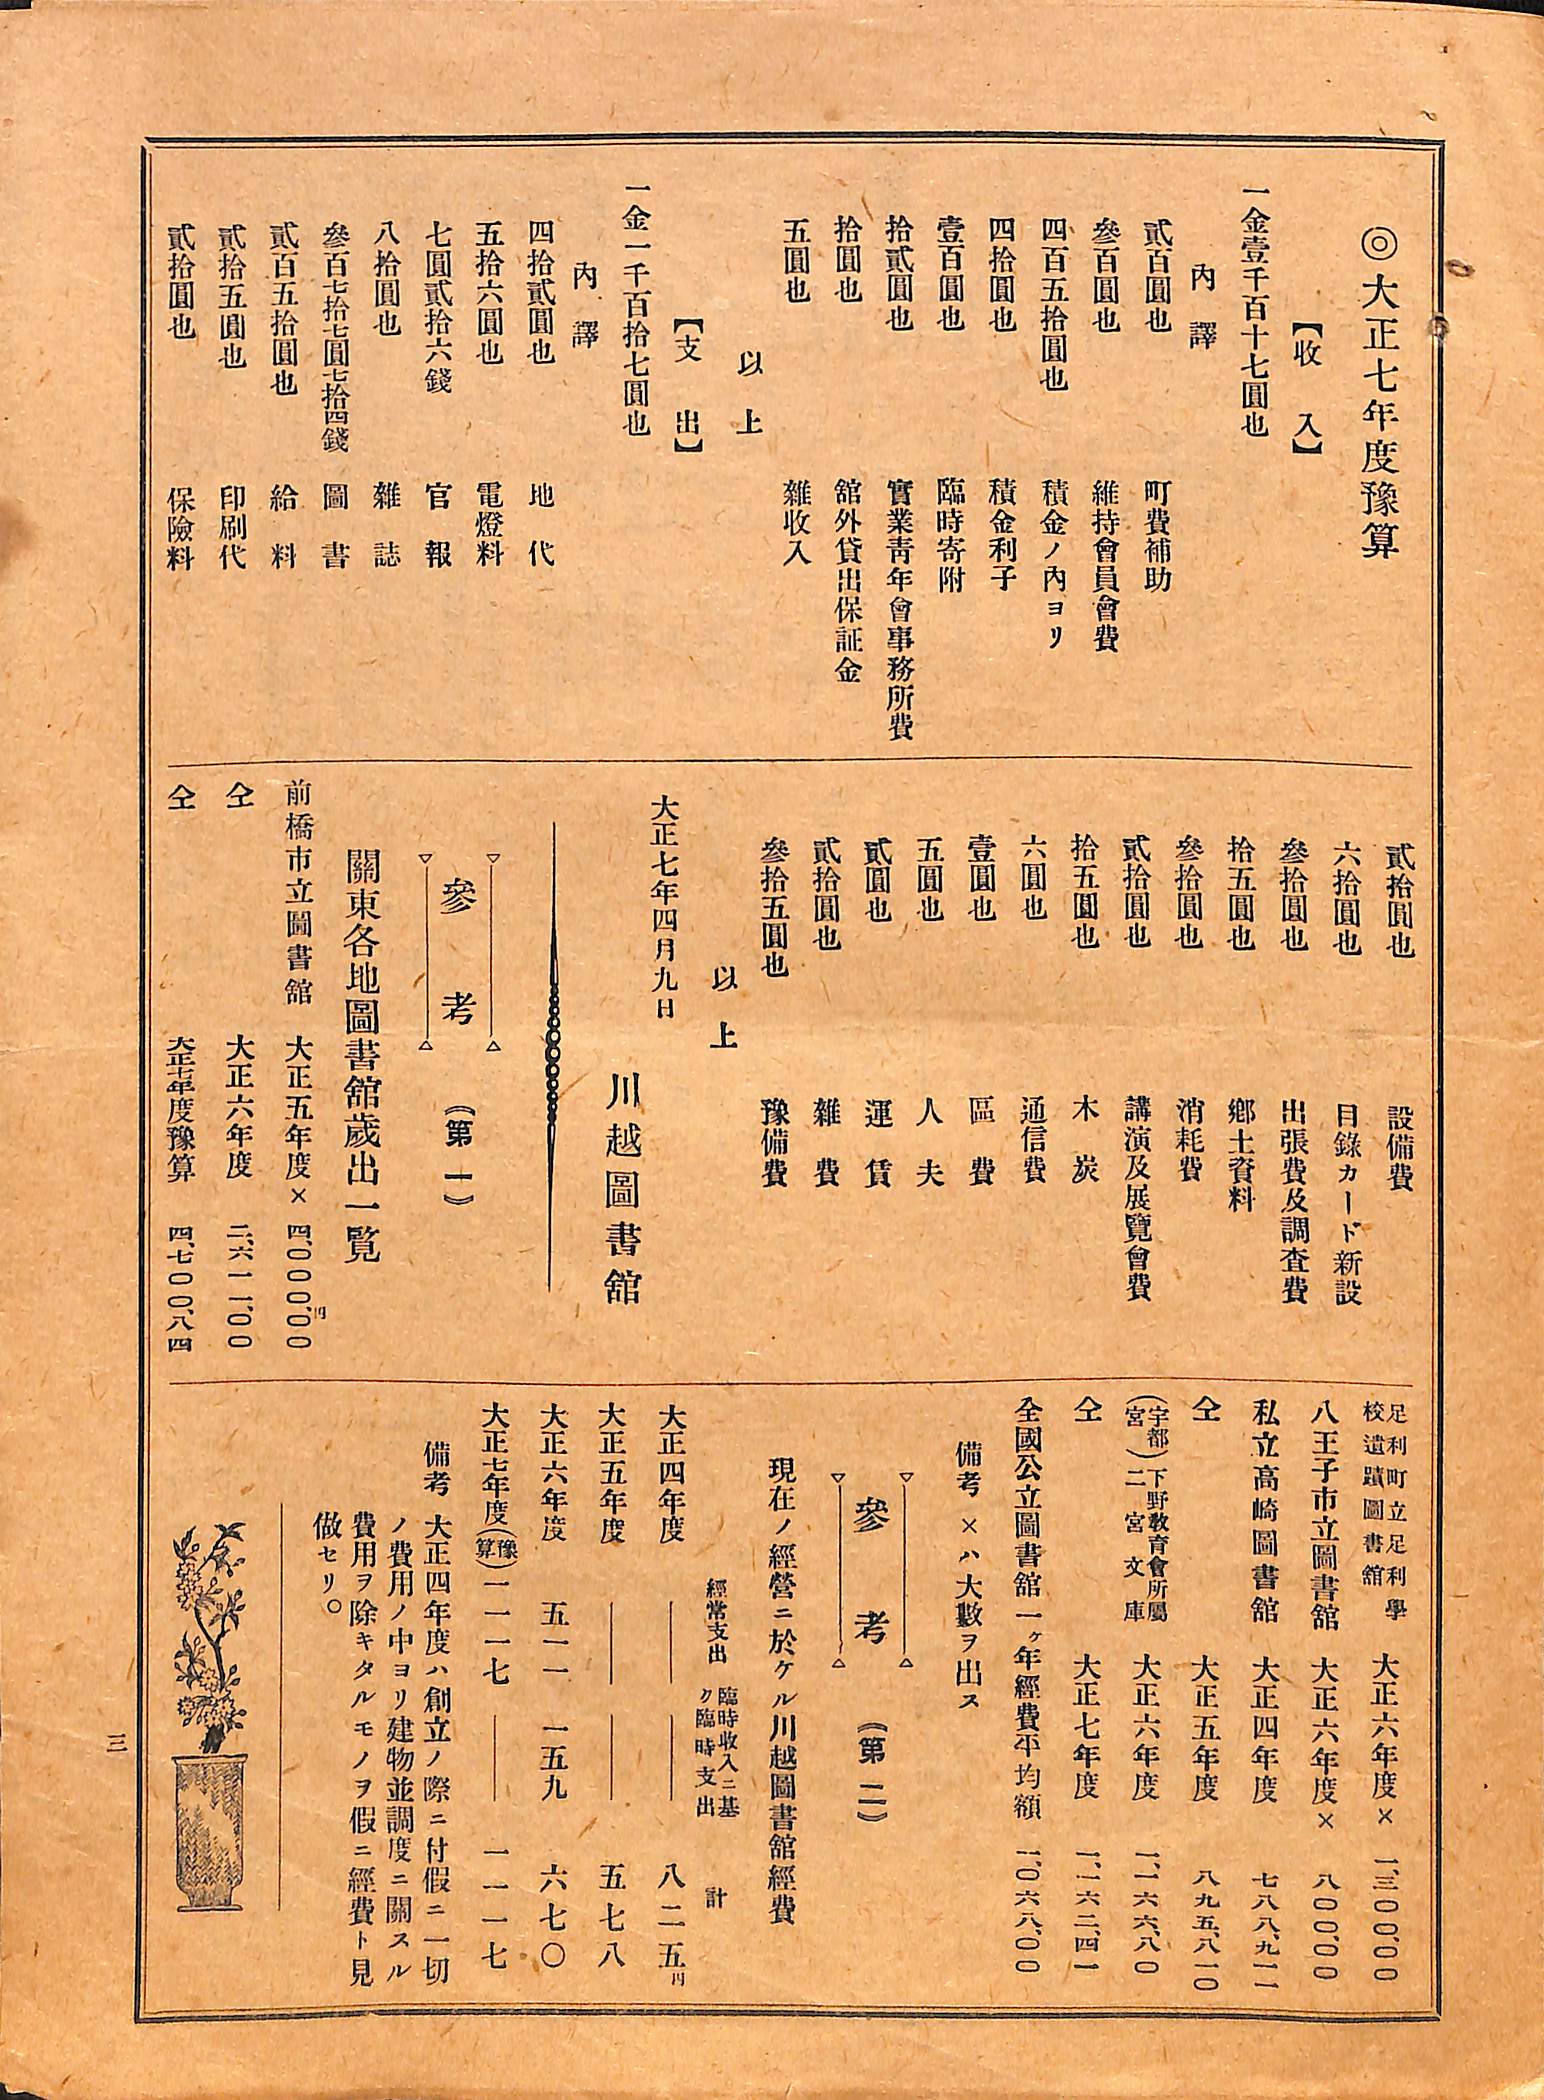 ◎大正七年度豫算
【收 入】
一金壹千百十七圓也
內 譯
貳百圓也 町費補助
參百圓也 維持會員會費
四百五拾圓也 積金ノ內ヨリ
四拾圓也 積金利子
壹百圓也 臨時寄附
拾貳圓也 實業靑年會事務所費
拾圓也 舘外貸出保証金
五圓也 雜收入
以 上
【支 出】
一金一千百拾七圓也
內 譯
四拾貳圓也 地 代
五拾六圓也 電燈料
七圓貳拾六錢 官 報
八拾圓也 雜 誌
參百七拾七圓七拾四錢 圖 書
貳百五拾圓也 給 料
貳拾五圓也 印刷代
貳拾圓也 保險料
貳拾圓也 設備費
六拾圓也 目錄カード新設
參拾圓也 出張費及調査費
拾五圓也 鄕土資料
參拾圓也 消耗費
貳拾圓也 講演及展覽會費
拾五圓也 木 炭
六圓也 通信費
壹圓也 區 費
五圓也 人 夫
貳圓也 運 賃
貳拾圓也 雜 費
參拾五圓也 豫備費
以 上
大正七年四月九日
川越圖書舘
參 考 (第 一)
關東各地圖書舘歲出一覽
前橋市立圖書舘 大正五年度× 四、〇〇〇、〇〇円
仝 大正六年度 二、六一一、〇〇
仝 大正七年度豫算 四、七〇〇、八四
足利町立足利學校遺蹟圖書舘 大正六年度× 一、三〇〇、〇〇
八王子市立圖書舘 大正六年度× 八〇〇、〇〇
私立高崎圖書舘 大正四年度 七八八、九一一
仝 大正五年度 八九五、八一〇
(宇都宮)下野敎育會所屬二宮文庫 大正六年度 一、一六六、八〇
仝 大正七年度 一、一六二、四一
全國公立圖書舘一ヶ年經費平均額 一、〇六八、〇〇
備考 ×ハ大數ヲ出ス
參 考 (第 二)
現在ノ經營ニ於ケル川越圖書舘經費
經常支出 臨時收入ニ基ク臨時支出 計
大正四年度 ── ── 八二五円
大正五年度 ── ── 五七八
大正六年度 五一一 一五九 六七〇
大正七年度(豫算) 一一一七 ── 一一一七
備考 大正四年度ハ創立ノ際ニ付假ニ一切
ノ費用ノ中ヨリ建物並調度ニ關スル
費用ヲ除キタルモノヲ假ニ經費ト見
做セリ。
三